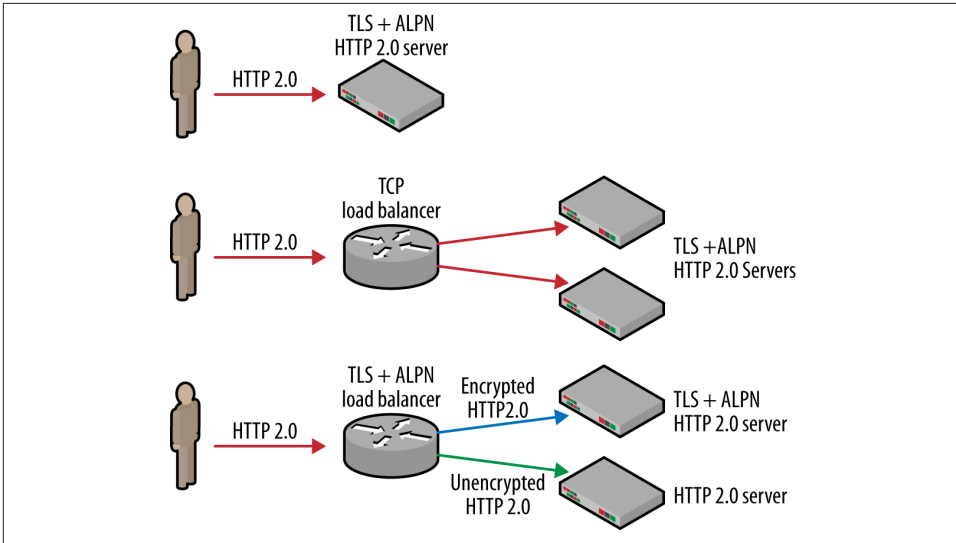 TLS + ALPN
HTTP 2.0 server
HTTP 2.0
TCP
load balancer
HTTP 2.0
TLS +ALPN
HTTP 2.0 Servers
TLS + ALPN
load balancer
Encrypted
HTTP2.0
TLS + ALPN
HTTP 2.0 server
HTTP 2.0
Unencrypted
HTTP 2.0
HTTP 2.0 server